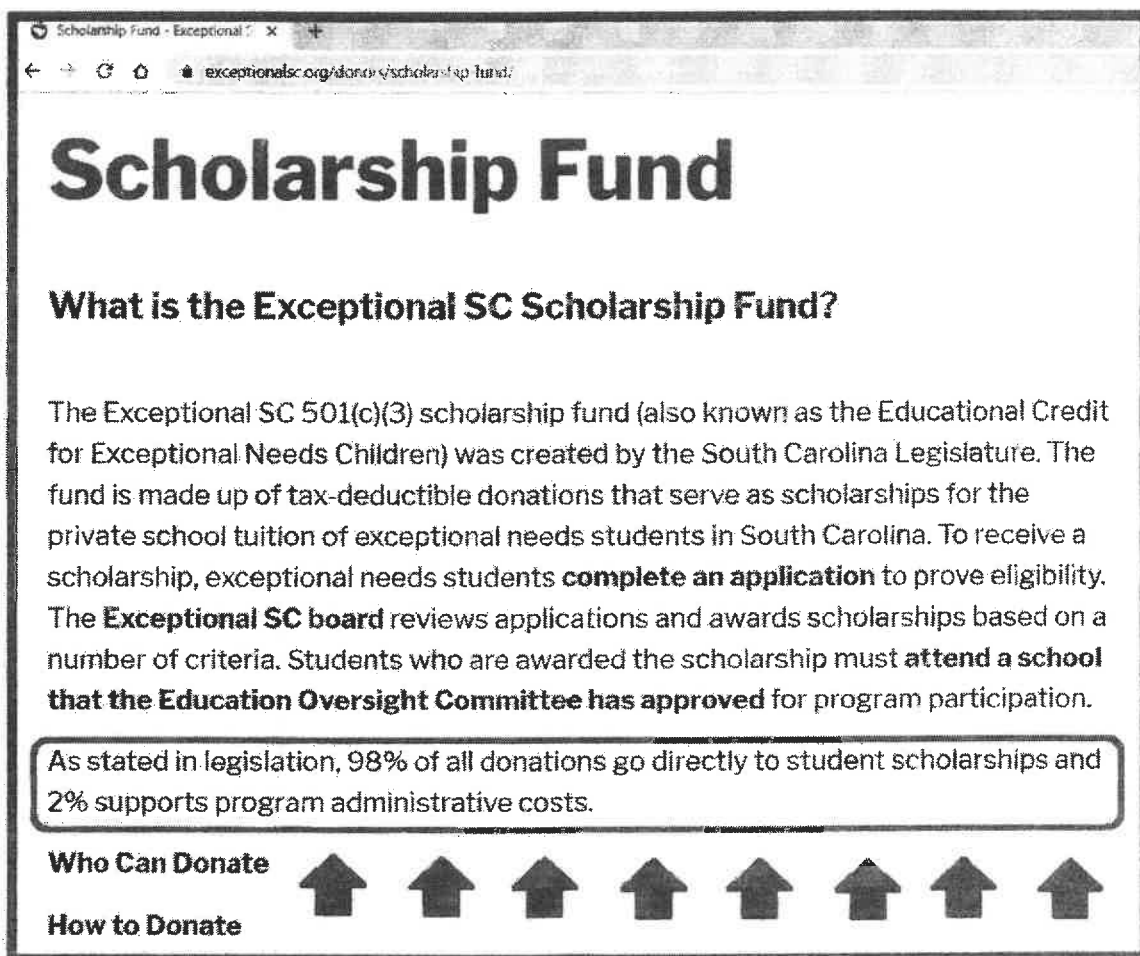 Scholarship Fund - Exceptional S
exceptionalsc.org/donors/scholarship-fund/
Scholarship Fund
What is the Exceptional SC Scholarship Fund?
The Exceptional SC 501(c)(3) scholarship fund (also known as the Educational Credit
for Exceptional Needs Children) was created by the South Carolina Legislature. The
fund is made up of tax-deductible donations that serve as scholarships for the
private school tuition of exceptional needs students in South Carolina. To receive a
scholarship, exceptional needs students complete an application to prove eligibility.
The Exceptional SC board reviews applications and awards scholarships based on a
number of criteria. Students who are awarded the scholarship must attend a school
that the Education Oversight Committee has approved for program participation.
As stated in legislation, 98% of all donations go directly to student scholarships and
2% supports program administrative costs.
Who Can Donate
How to Donate